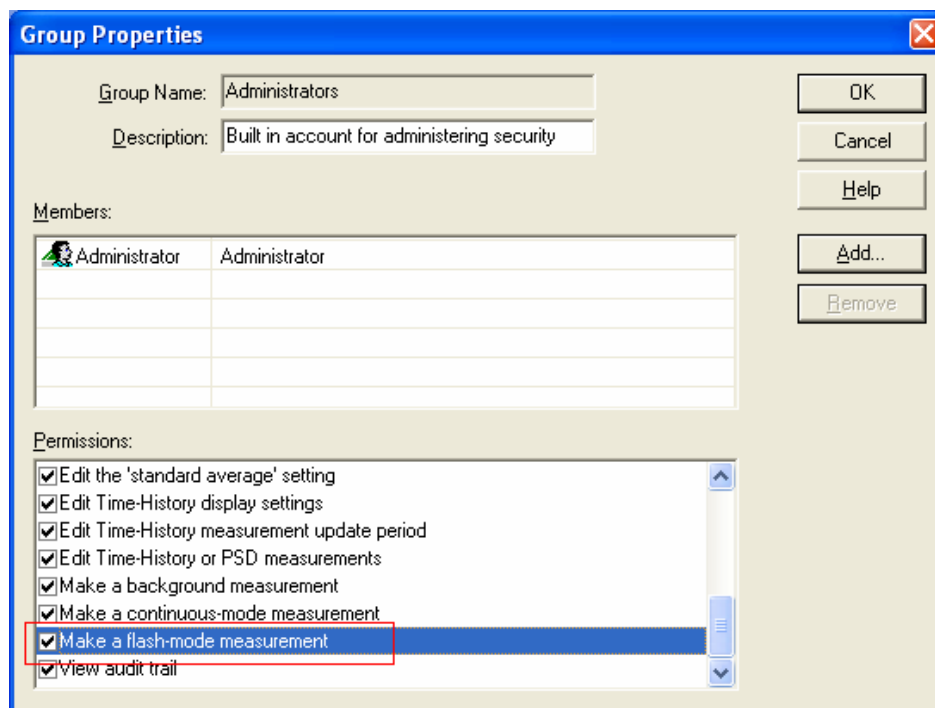 Group Properties
Group Name: Administrators
OK
Description: Built in account for administering security
Cancel
Help
Members:
Administrator Administrator
Add...
Remove
Permissions:
Edit the 'standard average' setting
Edit Time-History display settings
Edit Time-History measurement update period
Edit Time-History or PSD measurements
Make a background measurement
Make a continuous-mode measurement
Make a flash-mode measurement
View audit trail